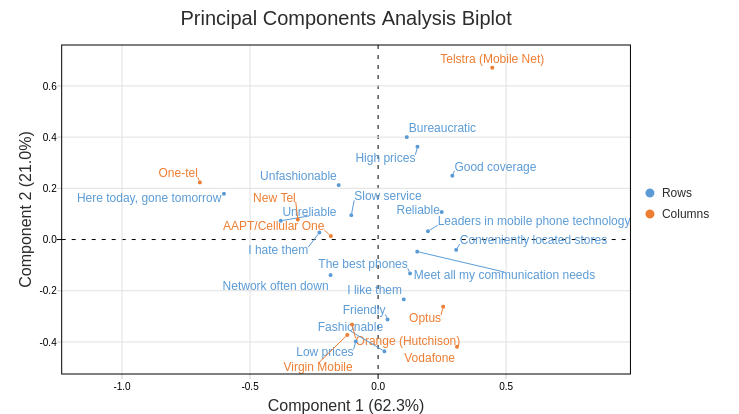 Principal Components Analysis Biplot
Telstra (Mobile Net)
0.6
Bureaucratic
0.4
High prices
Good coverage
One-tel
Unfashionable
0.2
Here today, gone tomorrow
New Tel
Slow service
Unreliable
Reliable
AAPT/Cellular One
Leaders in mobile phone technology
0.0
Conveniently located stores
I hate them
The best phones
Meet all my communication needs
Network often down
I like them
-0.2
Friendly
Optus
Fashionable
-0.4
Orange (Hutchison)
Low prices
Vodafone
Virgin Mobile
-1.0
-0.5
0.0
0.5
Component 1 (62.3%)
Component 2 (21.0%)
Rows
Columns